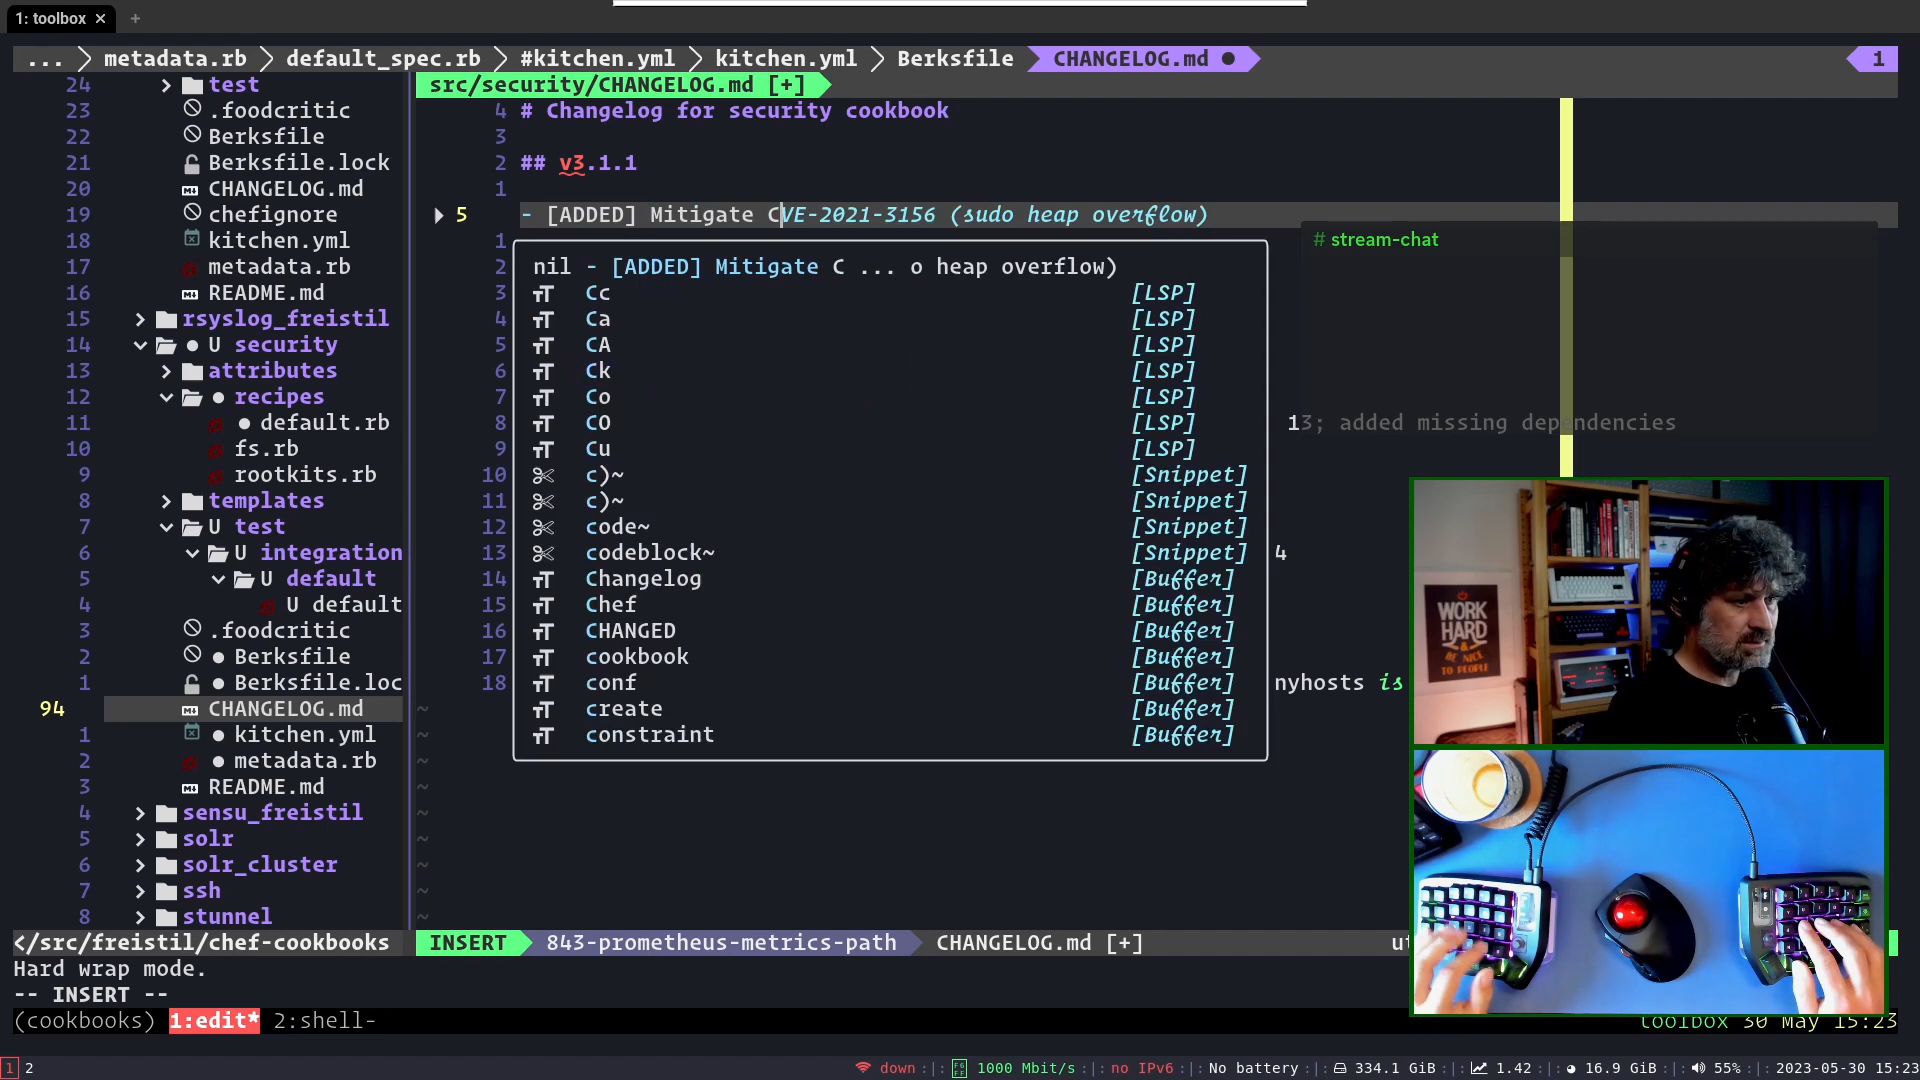 1: toolbox ✕ +
... metadata.rb default_spec.rb #kitchen.yml kitchen.yml Berksfile CHANGELOG.md ● 1
24 test
23 .foodcritic
22 Berksfile
21 Berksfile.lock
20 CHANGELOG.md
19 chefignore
18 kitchen.yml
17 metadata.rb
16 README.md
15 rsyslog_freistil
14 ● U security
13 attributes
12 ● recipes
11 ● default.rb
10 fs.rb
9 rootkits.rb
8 templates
7 U test
6 U integration
5 U default
4 U default
3 .foodcritic
2 ● Berksfile
1 ● Berksfile.loc
94 CHANGELOG.md
1 ● kitchen.yml
2 ● metadata.rb
3 README.md
4 sensu_freistil
5 solr
6 solr_cluster
7 ssh
8 stunnel
</src/freistil/chef-cookbooks
src/security/CHANGELOG.md [+]
4 # Changelog for security cookbook
3
2 ## v3.1.1
1
5 - [ADDED] Mitigate CVE-2021-3156 (sudo heap overflow)
1
2 nil - [ADDED] Mitigate C ... o heap overflow)
3 Cc [LSP]
4 Ca [LSP]
5 CA [LSP]
6 Ck [LSP]
7 Co [LSP]
8 CO [LSP] 13; added missing dependencies
9 Cu [LSP]
10 c)~ [Snippet]
11 c)~ [Snippet]
12 code~ [Snippet]
13 codeblock~ [Snippet] 4
14 Changelog [Buffer]
15 Chef [Buffer]
16 CHANGED [Buffer]
17 cookbook [Buffer]
18 conf [Buffer] nyhosts is
~ create [Buffer]
~ constraint [Buffer]
~
~
~
~
~
~
~
# stream-chat
WORK
HARD
& BE NICE
TO PEOPLE
INSERT 843-prometheus-metrics-path CHANGELOG.md [+] ut
Hard wrap mode.
-- INSERT --
(cookbooks) 1:edit* 2:shell- toolbox 30 May 15:23
1 2 down :|: 1000 Mbit/s :|: no IPv6 :|: No battery :|: 334.1 GiB :|: 1.42 :|: 16.9 GiB :|: 55% :|: 2023-05-30 15:23